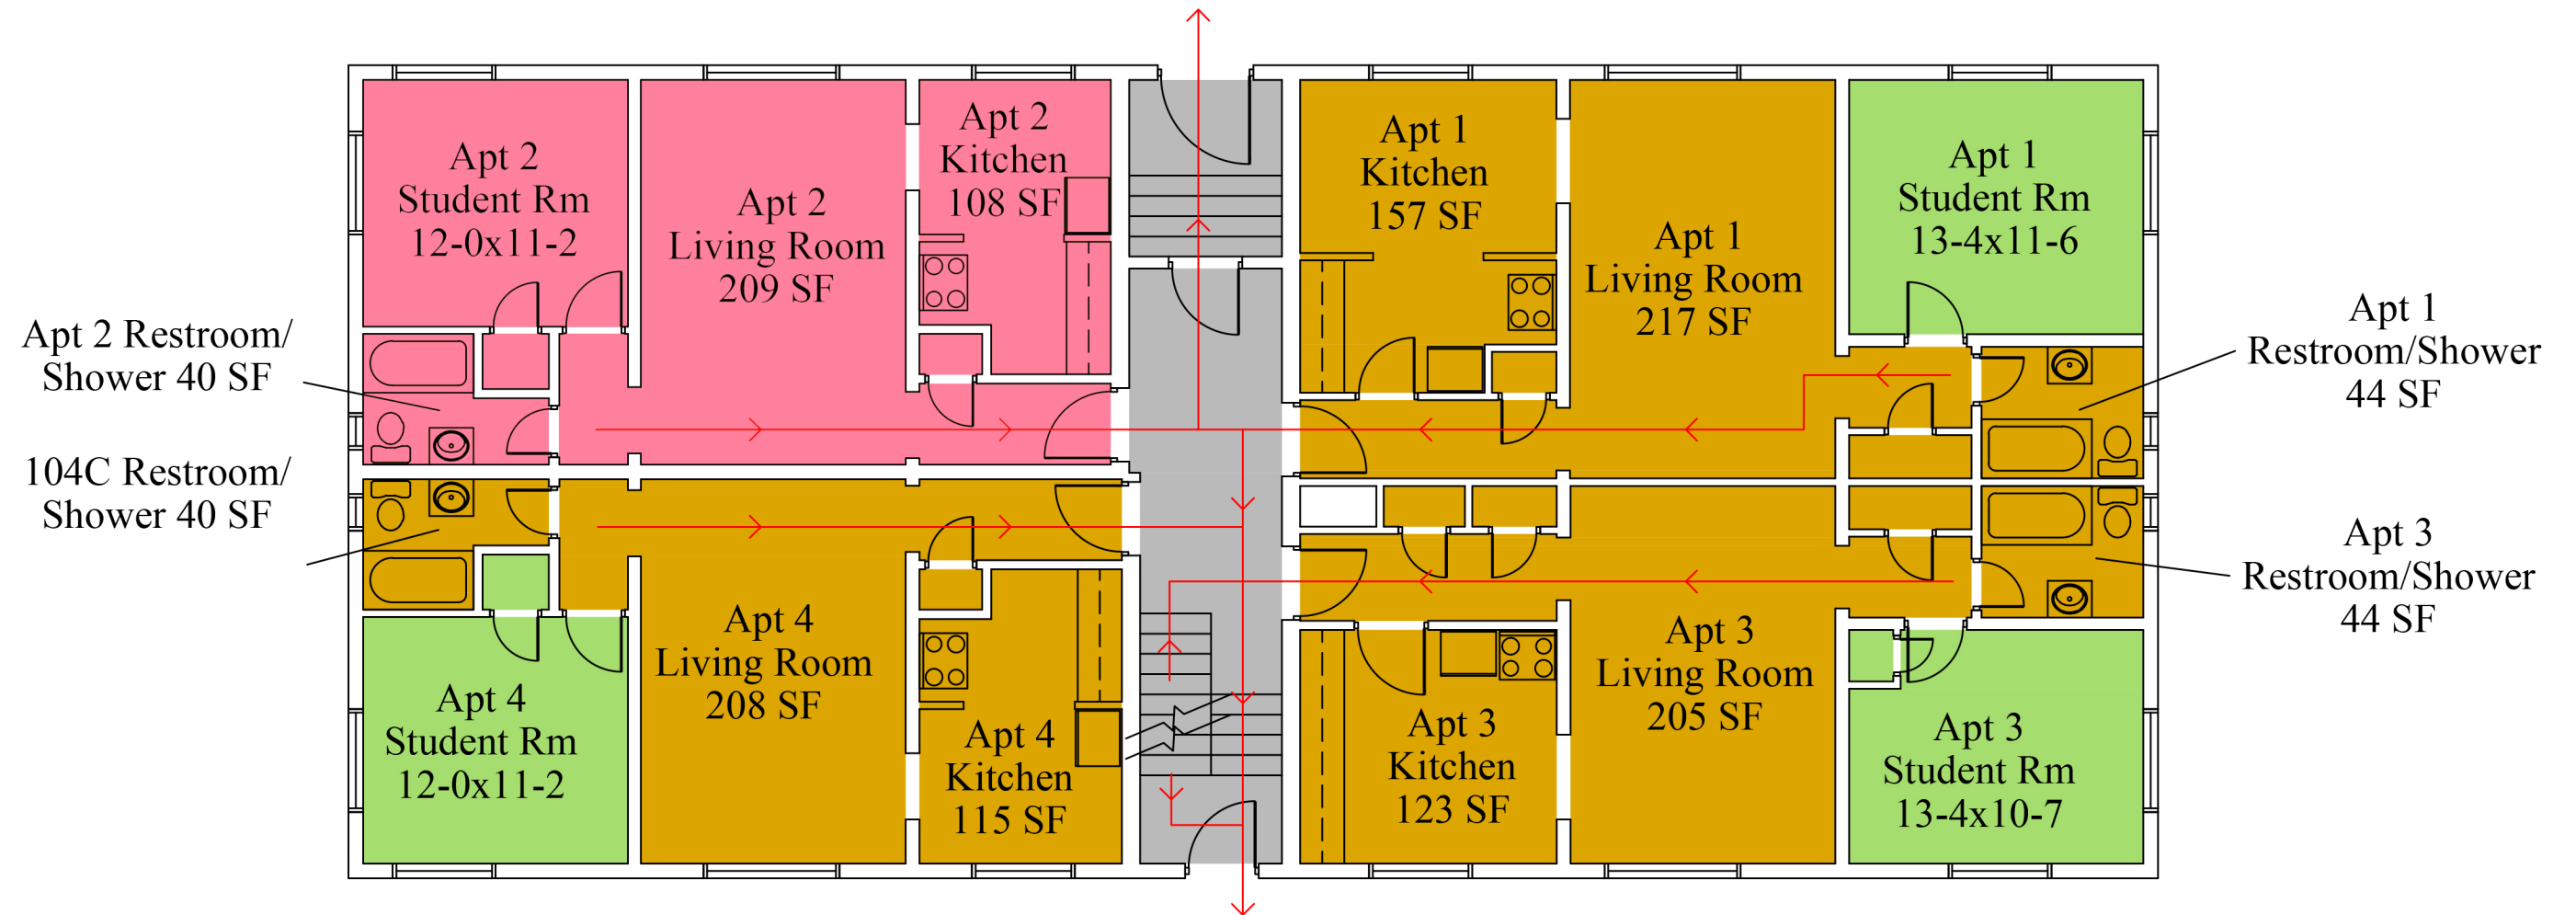 Apt 2
Student Rm
12-0x11-2
Apt 2
Living Room
209 SF
Apt 2
Kitchen
108 SF
Apt 1
Kitchen
157 SF
Apt 1
Living Room
217 SF
Apt 1
Student Rm
13-4x11-6
Apt 2 Restroom/
Shower 40 SF
Apt 1
Restroom/Shower
44 SF
104C Restroom/
Shower 40 SF
Apt 3
Restroom/Shower
44 SF
Apt 4
Student Rm
12-0x11-2
Apt 4
Living Room
208 SF
Apt 4
Kitchen
115 SF
Apt 3
Kitchen
123 SF
Apt 3
Living Room
205 SF
Apt 3
Student Rm
13-4x10-7